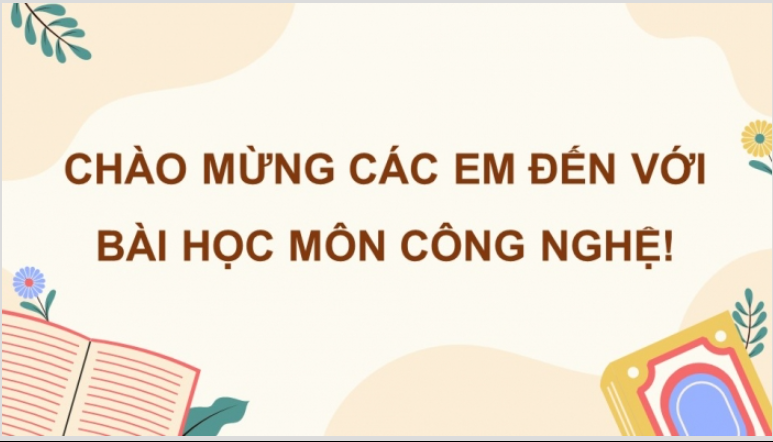 CHÀO MỪNG CÁC EM ĐẾN VỚI
BÀI HỌC MÔN CÔNG NGHỆ!